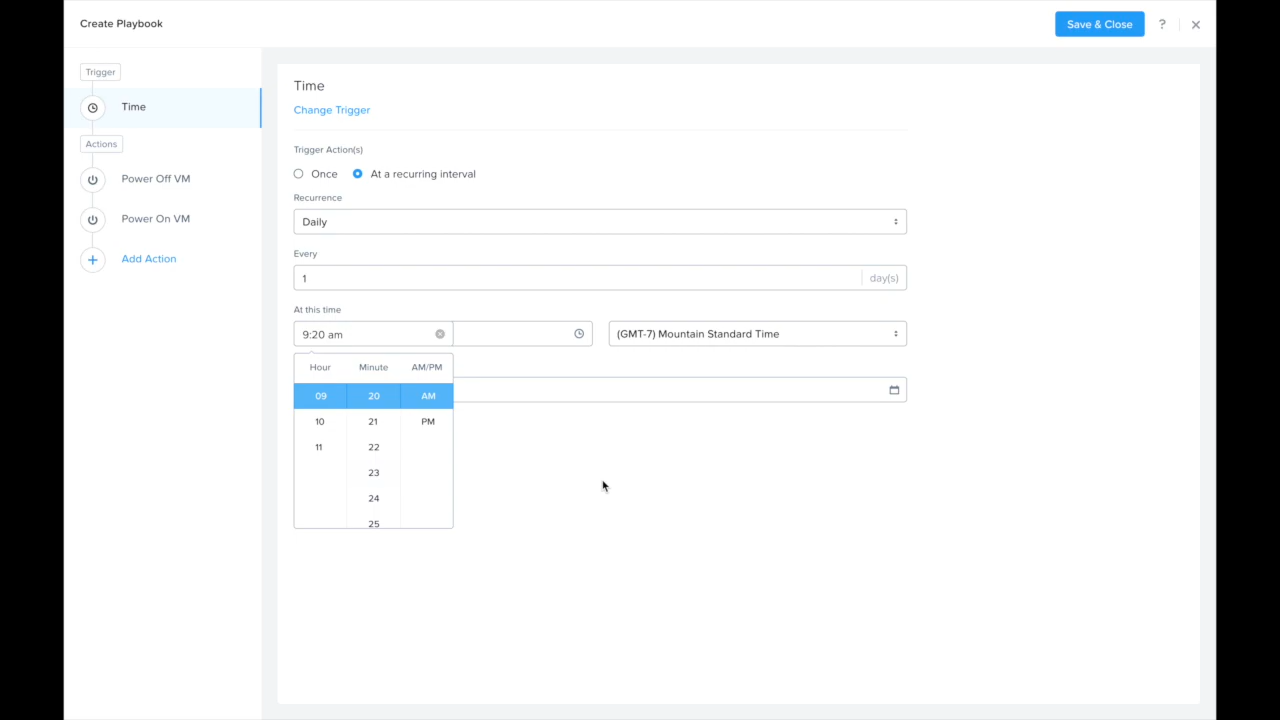 Create Playbook
Save & Close
?
Trigger
Time
Actions
Power Off VM
Power On VM
Add Action
Time
Change Trigger
Trigger Action(s)
Once
At a recurring interval
Recurrence
Daily
Every
1
day(s)
At this time
9:20 am
(GMT-7) Mountain Standard Time
Hour Minute AM/PM
09 20 AM
10 21 PM
11 22
23
24
25